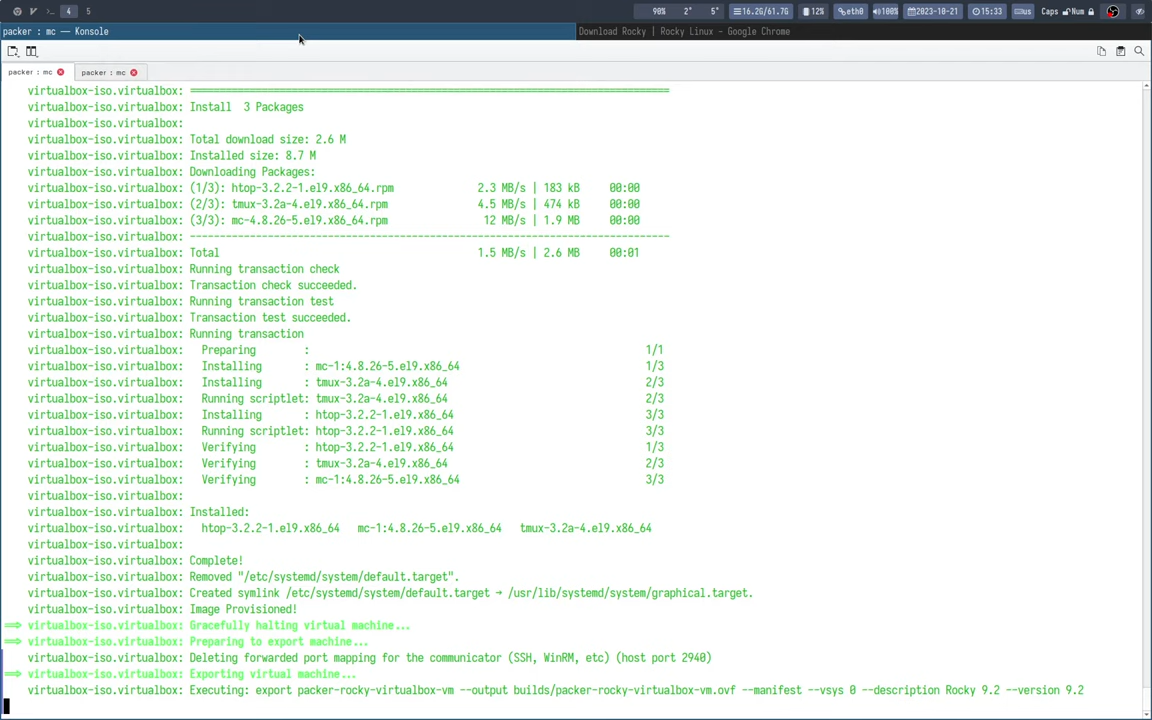 >_ 4 5 90% 2° 5° 16.2G/61.7G 12% eth0 100% 2023-10-21 15:33 us Caps Num
packer : mc — Konsole Download Rocky | Rocky Linux - Google Chrome
packer : mc packer : mc
virtualbox-iso.virtualbox: ================================================================================
virtualbox-iso.virtualbox: Install  3 Packages
virtualbox-iso.virtualbox:
virtualbox-iso.virtualbox: Total download size: 2.6 M
virtualbox-iso.virtualbox: Installed size: 8.7 M
virtualbox-iso.virtualbox: Downloading Packages:
virtualbox-iso.virtualbox: (1/3): htop-3.2.2-1.el9.x86_64.rpm 2.3 MB/s | 183 kB 00:00
virtualbox-iso.virtualbox: (2/3): tmux-3.2a-4.el9.x86_64.rpm 4.5 MB/s | 474 kB 00:00
virtualbox-iso.virtualbox: (3/3): mc-4.8.26-5.el9.x86_64.rpm 12 MB/s | 1.9 MB 00:00
virtualbox-iso.virtualbox: --------------------------------------------------------------------------------
virtualbox-iso.virtualbox: Total 1.5 MB/s | 2.6 MB 00:01
virtualbox-iso.virtualbox: Running transaction check
virtualbox-iso.virtualbox: Transaction check succeeded.
virtualbox-iso.virtualbox: Running transaction test
virtualbox-iso.virtualbox: Transaction test succeeded.
virtualbox-iso.virtualbox: Running transaction
virtualbox-iso.virtualbox: Preparing : 1/1
virtualbox-iso.virtualbox: Installing : mc-1:4.8.26-5.el9.x86_64 1/3
virtualbox-iso.virtualbox: Installing : tmux-3.2a-4.el9.x86_64 2/3
virtualbox-iso.virtualbox: Running scriptlet: tmux-3.2a-4.el9.x86_64 2/3
virtualbox-iso.virtualbox: Installing : htop-3.2.2-1.el9.x86_64 3/3
virtualbox-iso.virtualbox: Running scriptlet: htop-3.2.2-1.el9.x86_64 3/3
virtualbox-iso.virtualbox: Verifying : htop-3.2.2-1.el9.x86_64 1/3
virtualbox-iso.virtualbox: Verifying : tmux-3.2a-4.el9.x86_64 2/3
virtualbox-iso.virtualbox: Verifying : mc-1:4.8.26-5.el9.x86_64 3/3
virtualbox-iso.virtualbox:
virtualbox-iso.virtualbox: Installed:
virtualbox-iso.virtualbox: htop-3.2.2-1.el9.x86_64 mc-1:4.8.26-5.el9.x86_64 tmux-3.2a-4.el9.x86_64
virtualbox-iso.virtualbox:
virtualbox-iso.virtualbox: Complete!
virtualbox-iso.virtualbox: Removed "/etc/systemd/system/default.target".
virtualbox-iso.virtualbox: Created symlink /etc/systemd/system/default.target → /usr/lib/systemd/system/graphical.target.
virtualbox-iso.virtualbox: Image Provisioned!
==> virtualbox-iso.virtualbox: Gracefully halting virtual machine...
==> virtualbox-iso.virtualbox: Preparing to export machine...
virtualbox-iso.virtualbox: Deleting forwarded port mapping for the communicator (SSH, WinRM, etc) (host port 2940)
==> virtualbox-iso.virtualbox: Exporting virtual machine...
virtualbox-iso.virtualbox: Executing: export packer-rocky-virtualbox-vm --output builds/packer-rocky-virtualbox-vm.ovf --manifest --vsys 0 --description Rocky 9.2 --version 9.2